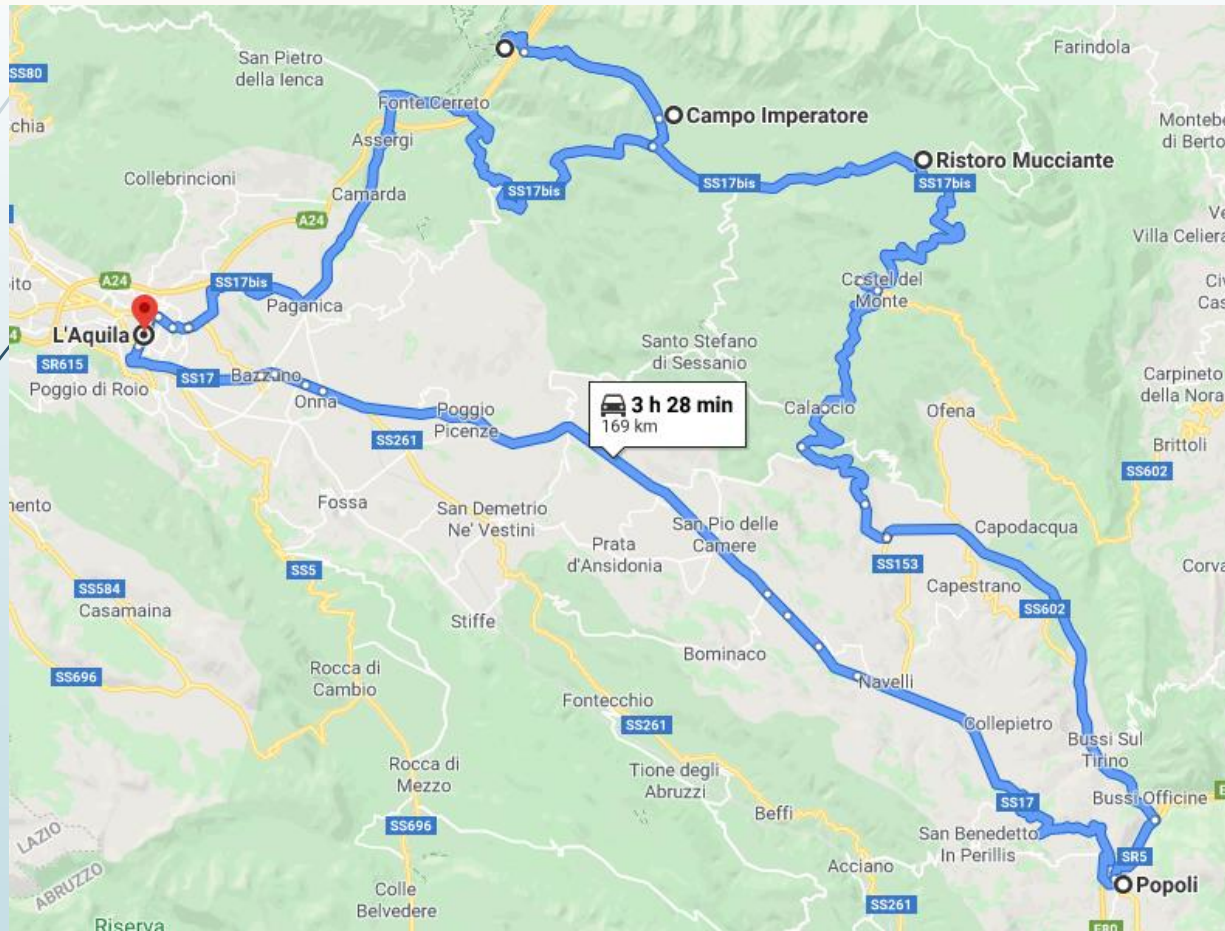 Farindola
San Pietro
della Ienca
SS80
Fonte Cerreto
Campo Imperatore
chia
Assergi
Ristoro Mucciante
SS17bis
SS17bis
SS17bis
Collebrincioni
Camarda
A24
A24
SS17bis
Paganica
Villa Celiera
Castel del
Monte
L'Aquila
SR615
Poggio di Roio
SS17
Bazzano
Onna
Santo Stefano
di Sessanio
3 h 28 min
169 km
Poggio
Picenze
SS261
Calascio
Ofena
Carpineto
della Nora
Brittoli
SS602
Fossa
San Demetrio
Ne' Vestini
San Pio delle
Camere
Prata
d'Ansidonia
Capodacqua
SS153
Capestrano
SS602
SS5
SS584
Casamaina
Stiffe
Bominaco
Navelli
SS696
Rocca di
Cambio
Fontecchio
SS261
Collepietro
Bussi Sul
Tirino
Rocca di
Mezzo
Tione degli
Abruzzi
Beffi
SS17
Bussi Officine
SS696
San Benedetto
In Perillis
SR5
Popoli
LAZIO
ABRUZZO
Colle
Belvedere
Acciano
SS261
Riserva
E80